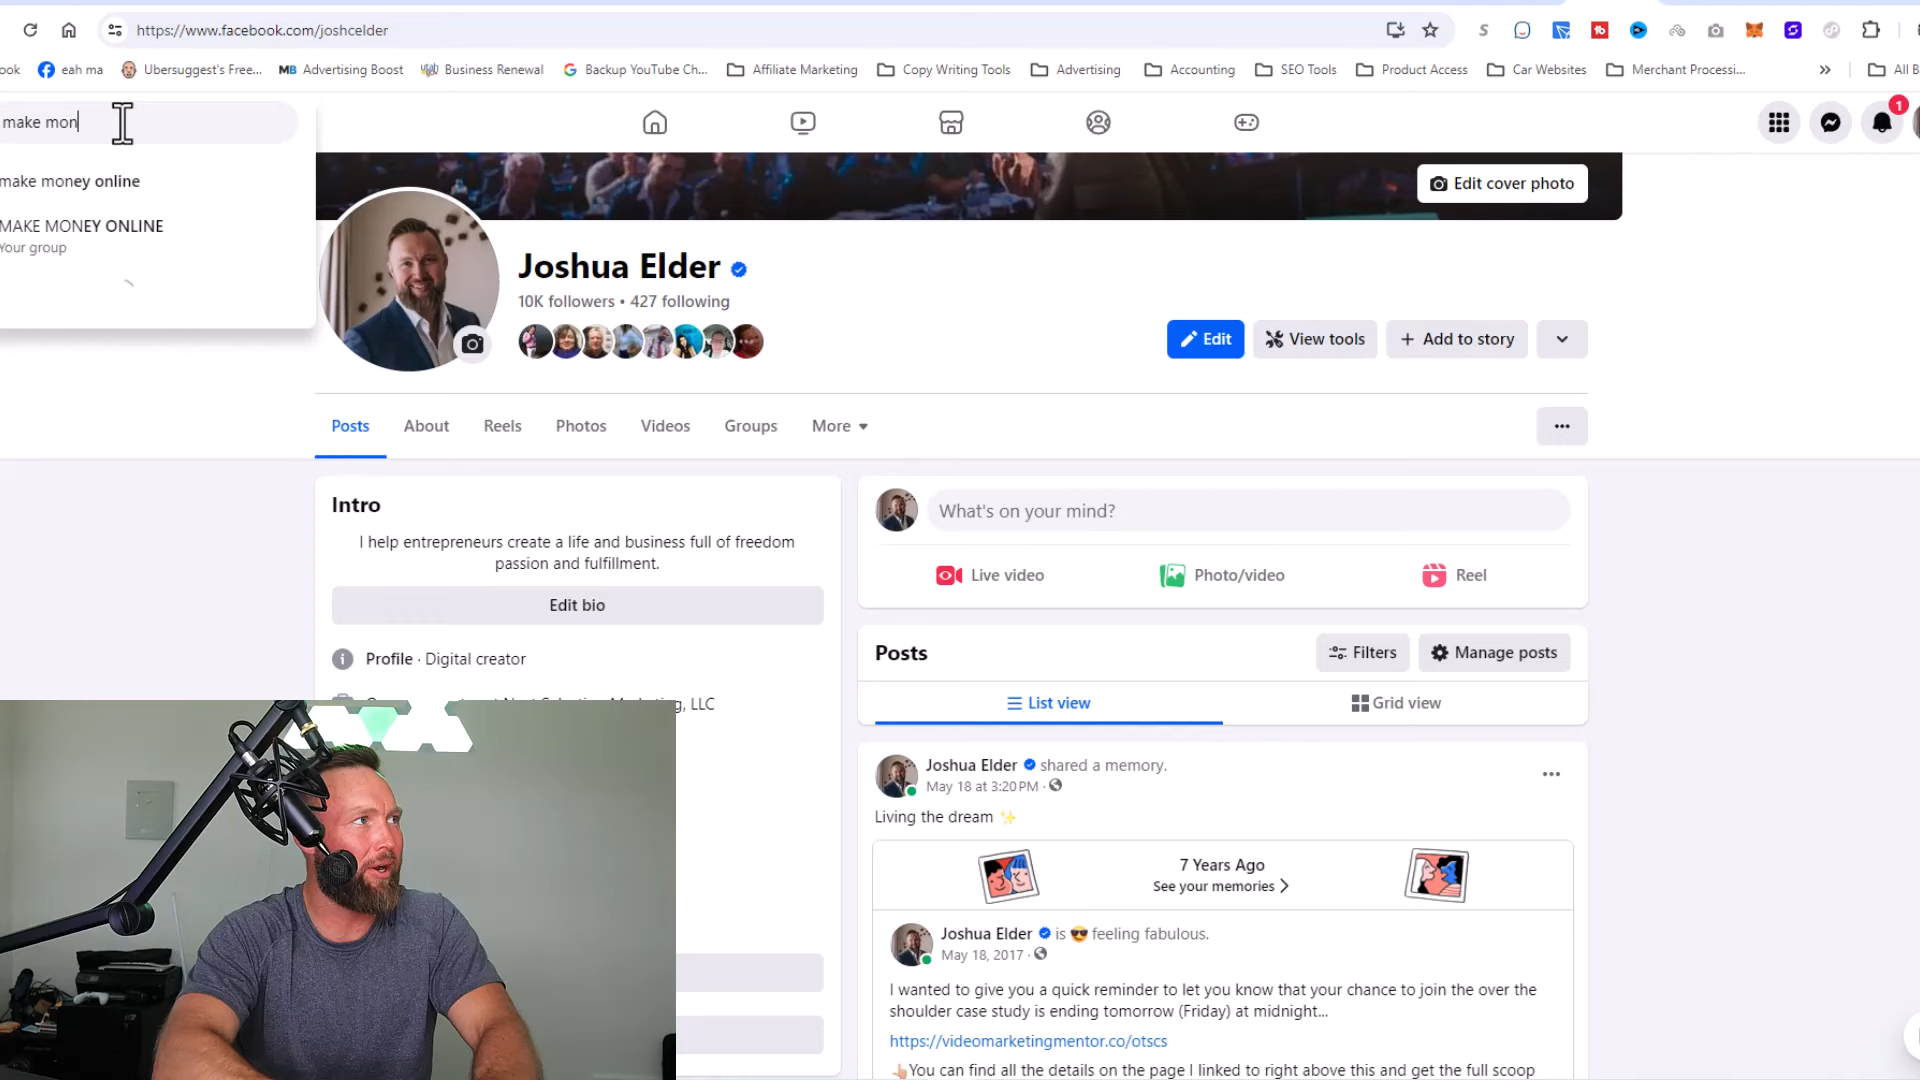 https://www.facebook.com/joshcelder
ook
eah ma
Ubersuggest's Free...
Advertising Boost
Business Renewal
Backup YouTube Ch...
Affiliate Marketing
Copy Writing Tools
Advertising
Accounting
SEO Tools
Product Access
Car Websites
Merchant Processi...
»
All B
make mon
1
make money online
MAKE MONEY ONLINE
Your group
Edit cover photo
Joshua Elder
10K followers • 427 following
Edit
View tools
+ Add to story
Posts
About
Reels
Photos
Videos
Groups
More
Intro
I help entrepreneurs create a life and business full of freedom
passion and fulfillment.
Edit bio
Profile · Digital creator
g, LLC
What's on your mind?
Live video
Photo/video
Reel
Posts
Filters
Manage posts
List view
Grid view
Joshua Elder shared a memory.
May 18 at 3:20 PM ·
Living the dream ✨
7 Years Ago
See your memories
Joshua Elder is 😎 feeling fabulous.
May 18, 2017 ·
I wanted to give you a quick reminder to let you know that your chance to join the over the
shoulder case study is ending tomorrow (Friday) at midnight...
https://videomarketingmentor.co/otscs
👆You can find all the details on the page I linked to right above this and get the full scoop